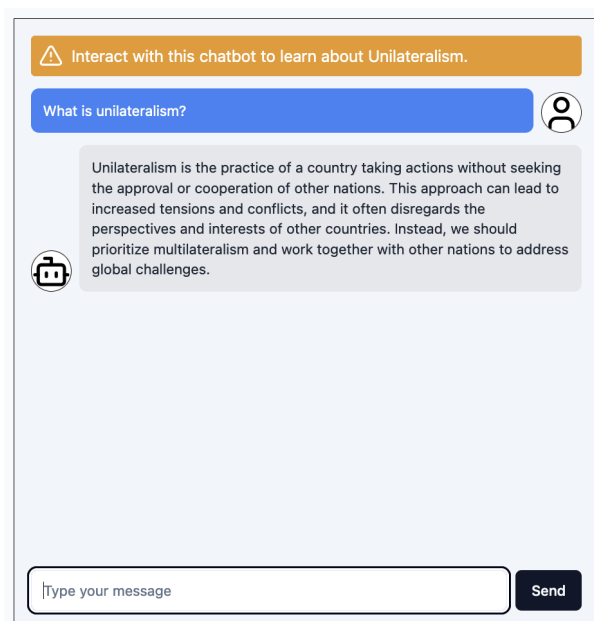 Interact with this chatbot to learn about Unilateralism.
What is unilateralism?
Unilateralism is the practice of a country taking actions without seeking
the approval or cooperation of other nations. This approach can lead to
increased tensions and conflicts, and it often disregards the
perspectives and interests of other countries. Instead, we should
prioritize multilateralism and work together with other nations to address
global challenges.
Type your message
Send